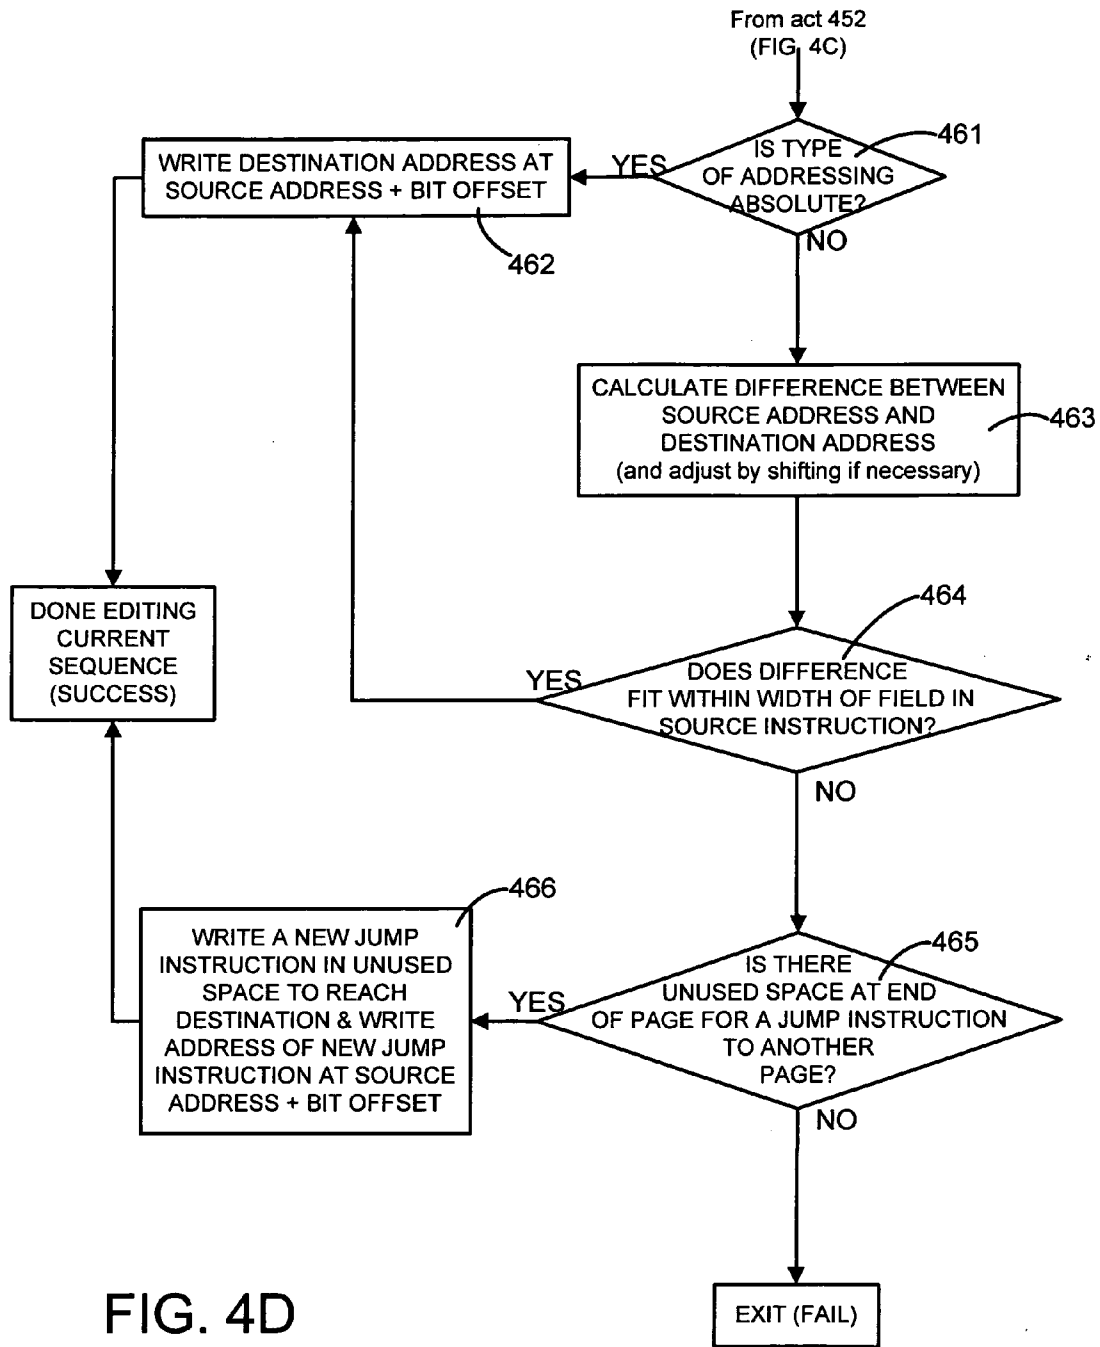 From act 452
(FIG 4C)
461
IS TYPE
OF ADDRESSING
ABSOLUTE?
YES
NO
WRITE DESTINATION ADDRESS AT
SOURCE ADDRESS + BIT OFFSET
462
CALCULATE DIFFERENCE BETWEEN
SOURCE ADDRESS AND
DESTINATION ADDRESS
(and adjust by shifting if necessary)
463
DONE EDITING
CURRENT
SEQUENCE
(SUCCESS)
464
DOES DIFFERENCE
FIT WITHIN WIDTH OF FIELD IN
SOURCE INSTRUCTION?
YES
NO
466
WRITE A NEW JUMP
INSTRUCTION IN UNUSED
SPACE TO REACH
DESTINATION & WRITE
ADDRESS OF NEW JUMP
INSTRUCTION AT SOURCE
ADDRESS + BIT OFFSET
465
IS THERE
UNUSED SPACE AT END
OF PAGE FOR A JUMP INSTRUCTION
TO ANOTHER
PAGE?
YES
NO
EXIT (FAIL)
FIG. 4D